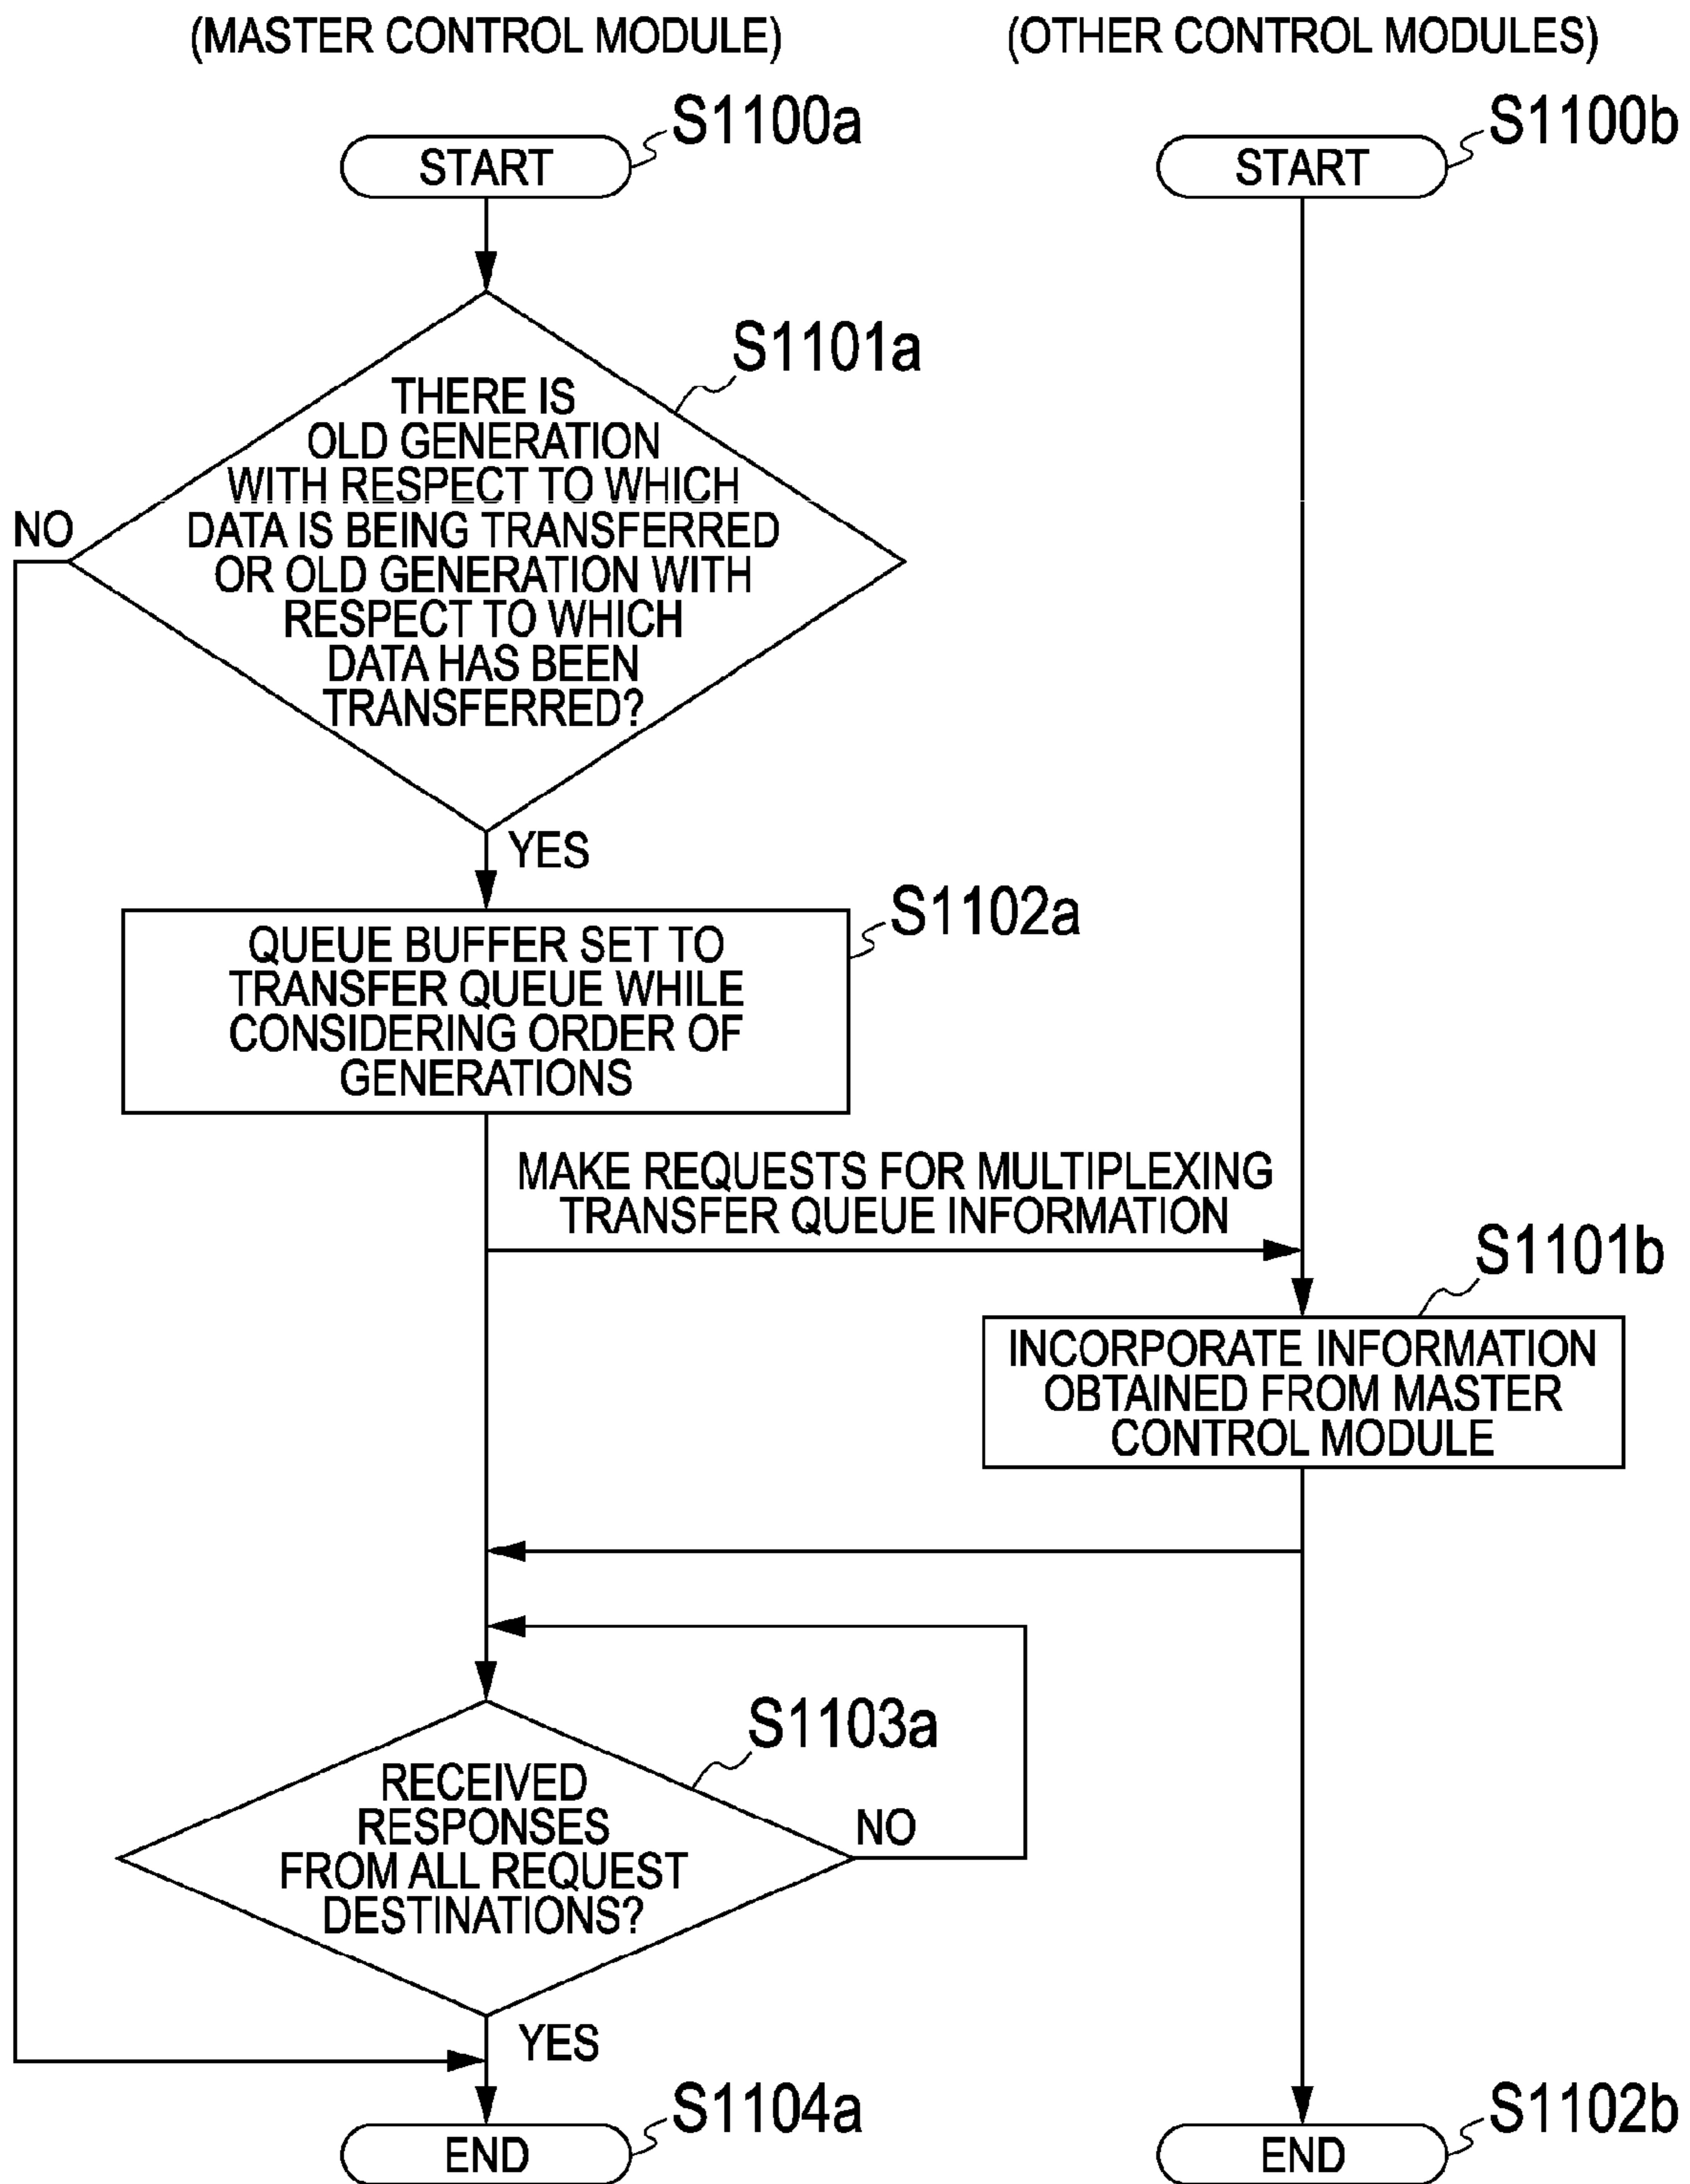 (MASTER CONTROL MODULE)
(OTHER CONTROL MODULES)
S1100a
S1100b
START
START
S1101a
THERE IS
OLD GENERATION
WITH RESPECT TO WHICH
DATA IS BEING TRANSFERRED
OR OLD GENERATION WITH
RESPECT TO WHICH
DATA HAS BEEN
TRANSFERRED?
NO
YES
S1102a
QUEUE BUFFER SET TO
TRANSFER QUEUE WHILE
CONSIDERING ORDER OF
GENERATIONS
MAKE REQUESTS FOR MULTIPLEXING
TRANSFER QUEUE INFORMATION
S1101b
INCORPORATE INFORMATION
OBTAINED FROM MASTER
CONTROL MODULE
S1103a
RECEIVED
RESPONSES
FROM ALL REQUEST
DESTINATIONS?
NO
YES
S1104a
S1102b
END
END